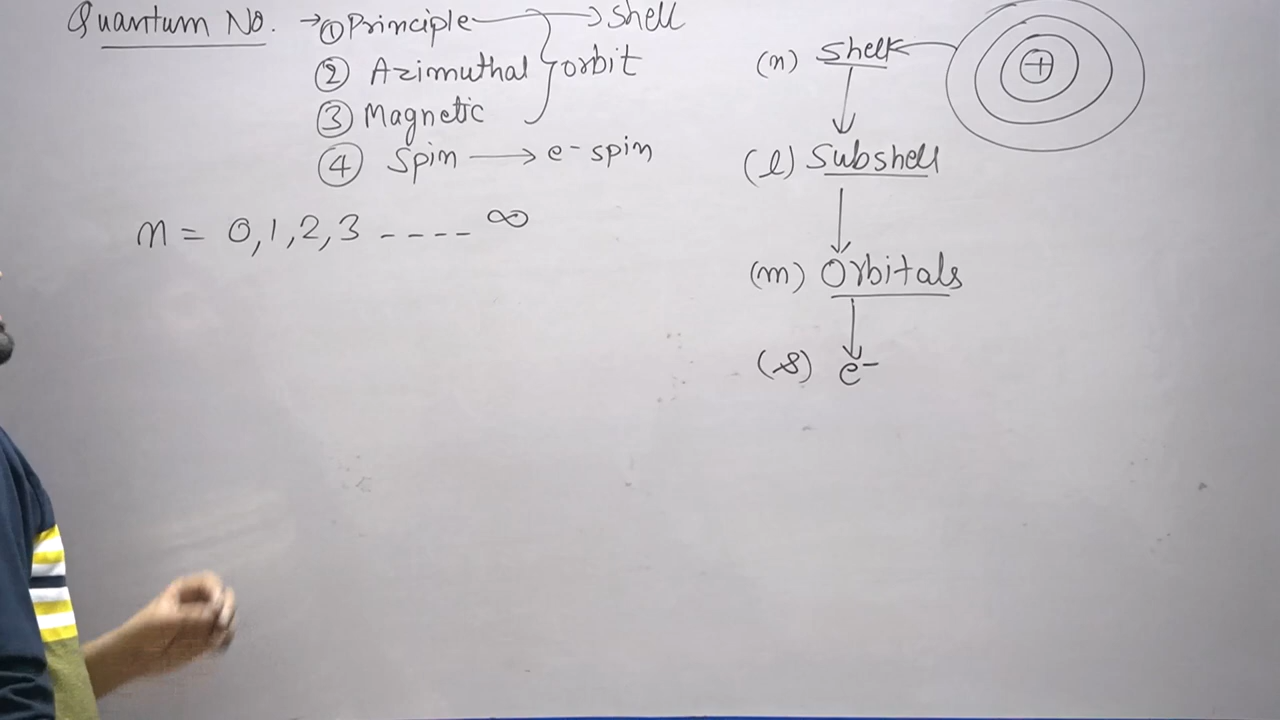 Quantum No. → ① Principle → Shell
② Azimuthal } orbit
③ Magnetic
④ Spin → e- spin
n = 0, 1, 2, 3 ---- ∞
(n) Shell
+
↓
(l) Subshell
↓
(m) Orbitals
↓
(s) e-